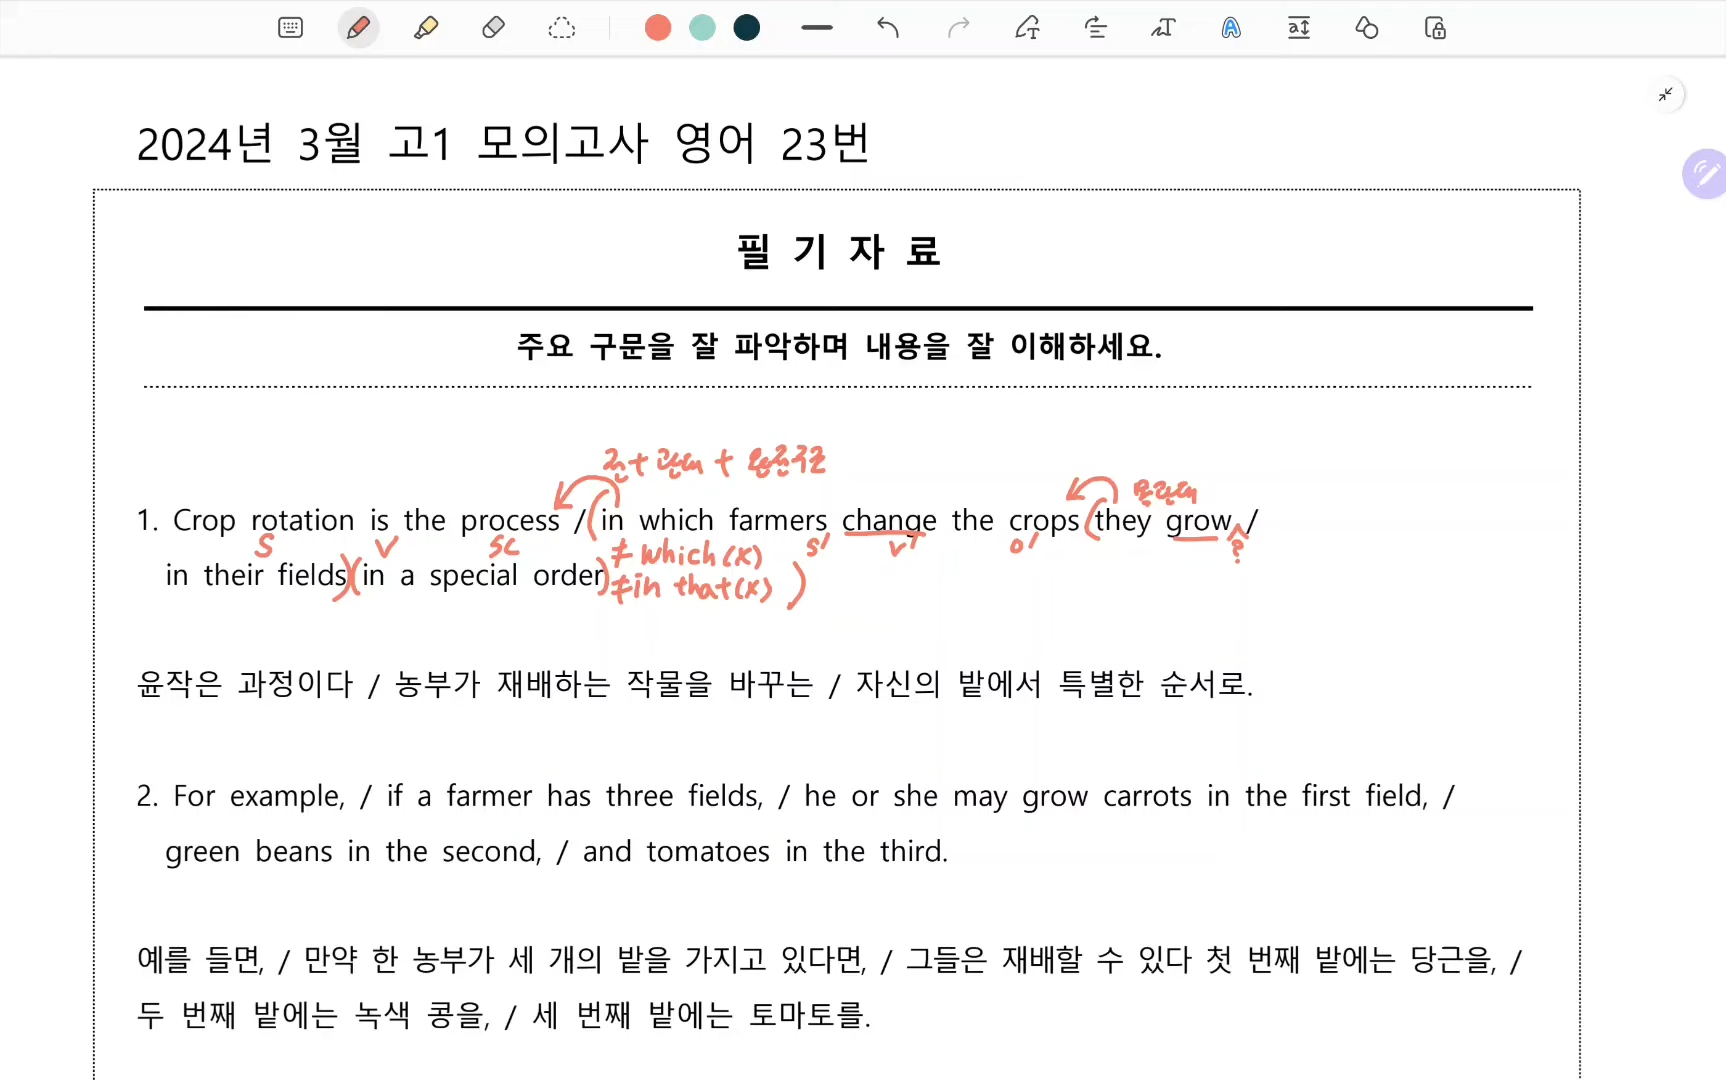 2024년 3월 고1 모의고사 영어 23번
필 기 자 료
주요 구문을 잘 파악하며 내용을 잘 이해하세요.
전+관대+완전구조
목관대
1. Crop rotation is the process / (in which farmers change the crops (they grow /
S V SC ≠ which(x) S' V' O' ?
in their fields)(in a special order) ≠ in that(x) )
윤작은 과정이다 / 농부가 재배하는 작물을 바꾸는 / 자신의 밭에서 특별한 순서로.
2. For example, / if a farmer has three fields, / he or she may grow carrots in the first field, /
green beans in the second, / and tomatoes in the third.
예를 들면, / 만약 한 농부가 세 개의 밭을 가지고 있다면, / 그들은 재배할 수 있다 첫 번째 밭에는 당근을, /
두 번째 밭에는 녹색 콩을, / 세 번째 밭에는 토마토를.